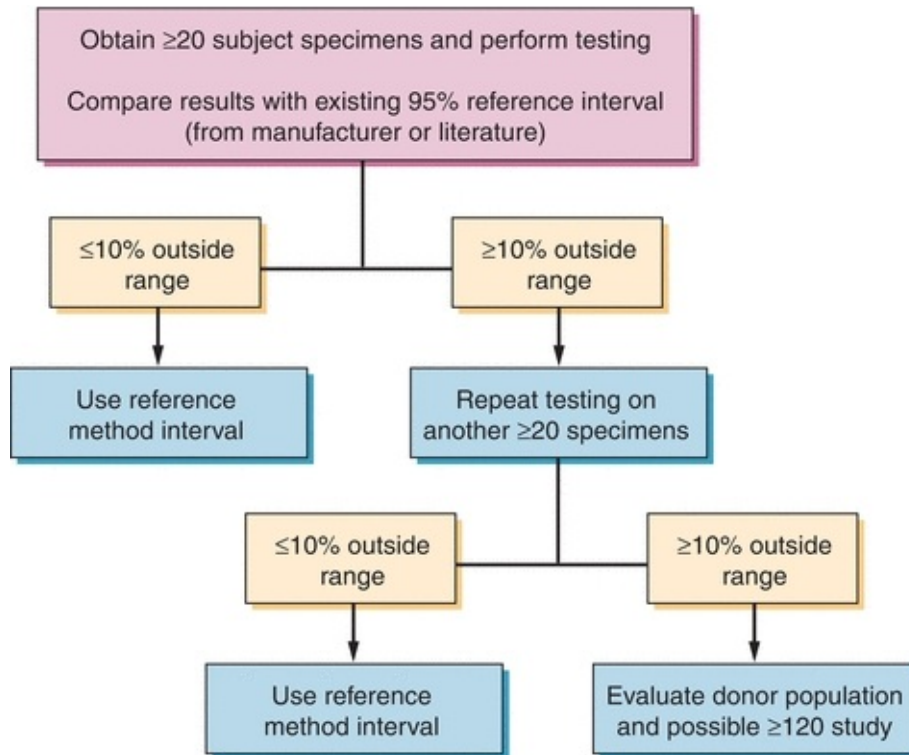 Obtain ≥20 subject specimens and perform testing
Compare results with existing 95% reference interval
(from manufacturer or literature)
≤10% outside
range
≥10% outside
range
Use reference
method interval
Repeat testing on
another ≥20 specimens
≤10% outside
range
≥10% outside
range
Use reference
method interval
Evaluate donor population
and possible ≥120 study